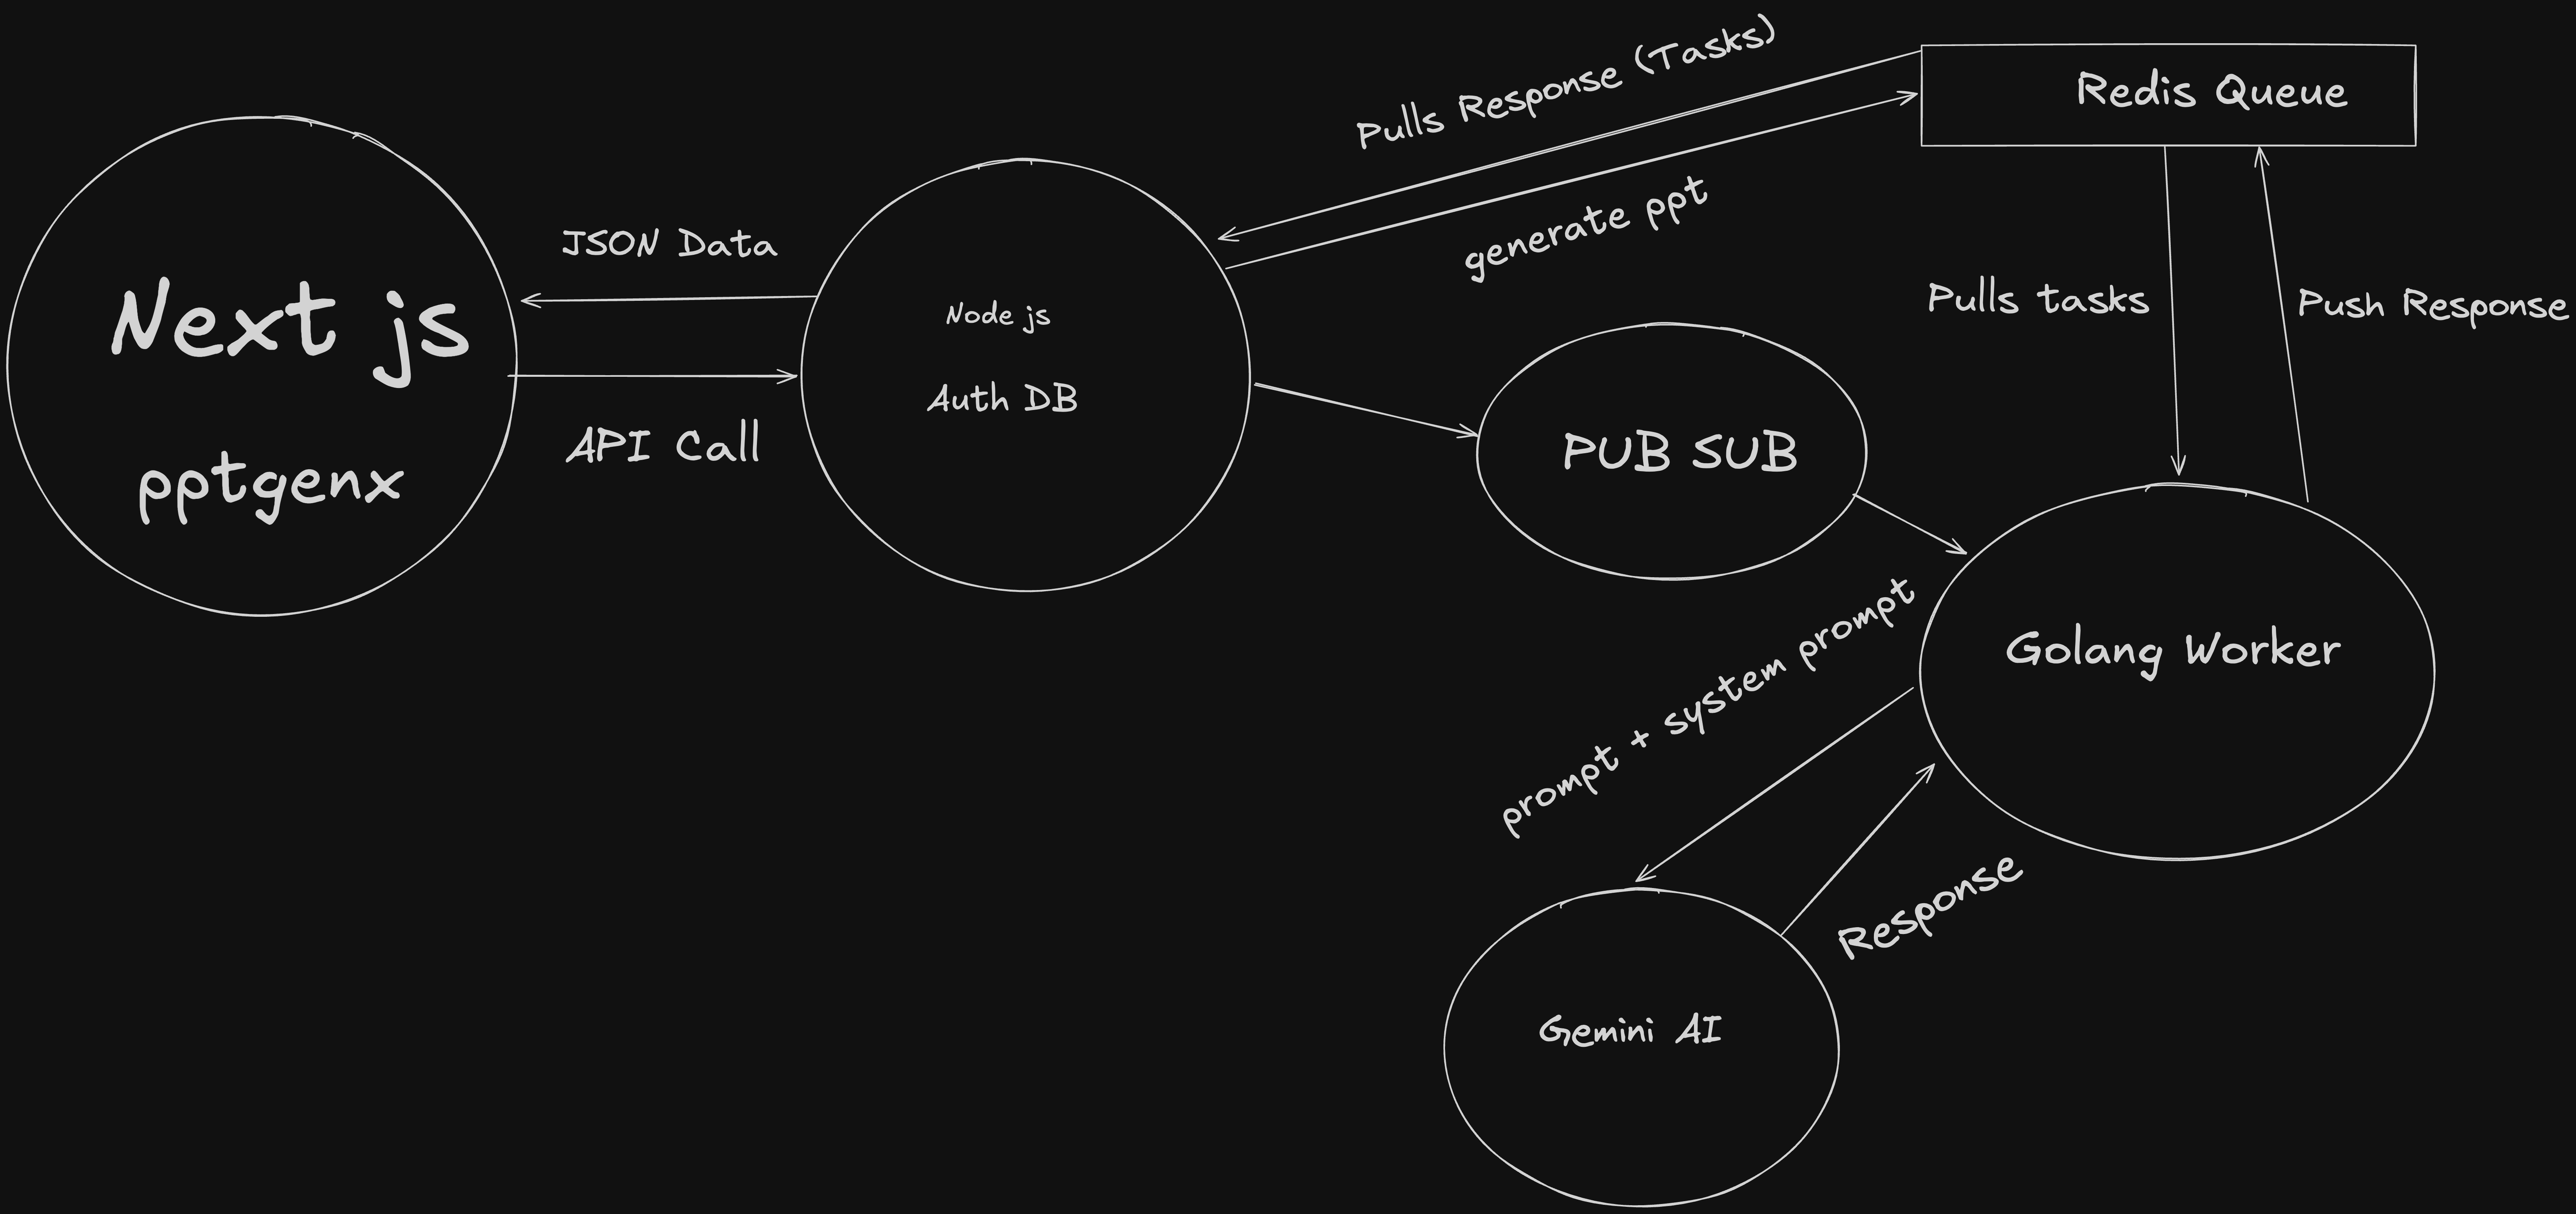 Next js
pptgenx
JSON Data
API Call
Node js
Auth DB
Pulls Response (Tasks)
generate ppt
Redis Queue
PUB SUB
Pulls tasks
Push Response
Golang Worker
prompt + system prompt
Response
Gemini AI